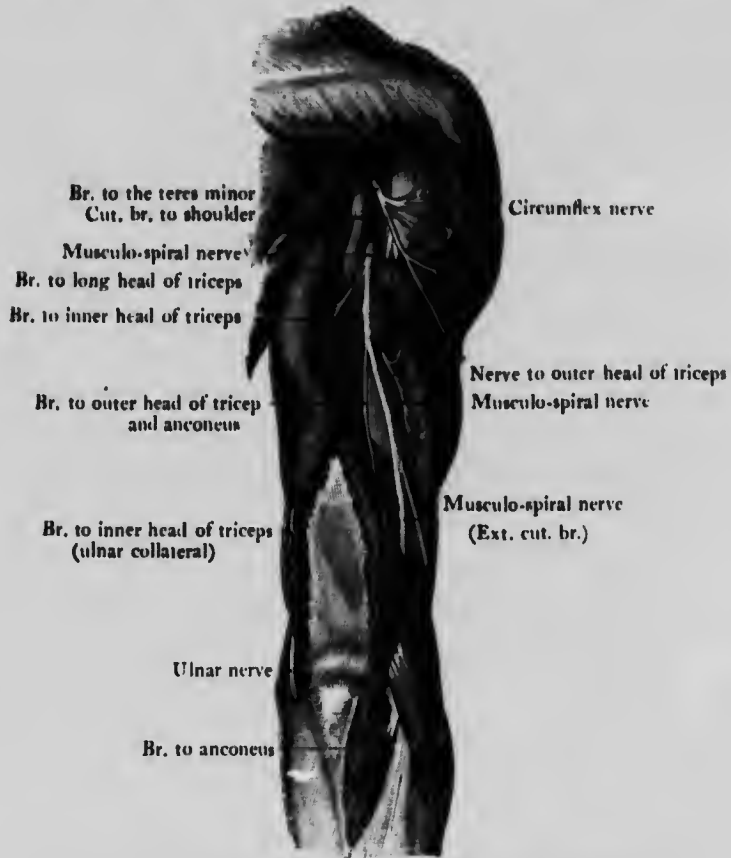 Br. to the teres minor
Cut. br. to shoulder
Circumflex nerve
Musculo-spiral nerve
Br. to long head of triceps
Br. to inner head of triceps
Nerve to outer head of triceps
Br. to outer head of tricep
and anconeus
Musculo-spiral nerve
Musculo-spiral nerve
(Ext. cut. br.)
Br. to inner head of triceps
(ulnar collateral)
Ulnar nerve
Br. to anconeus